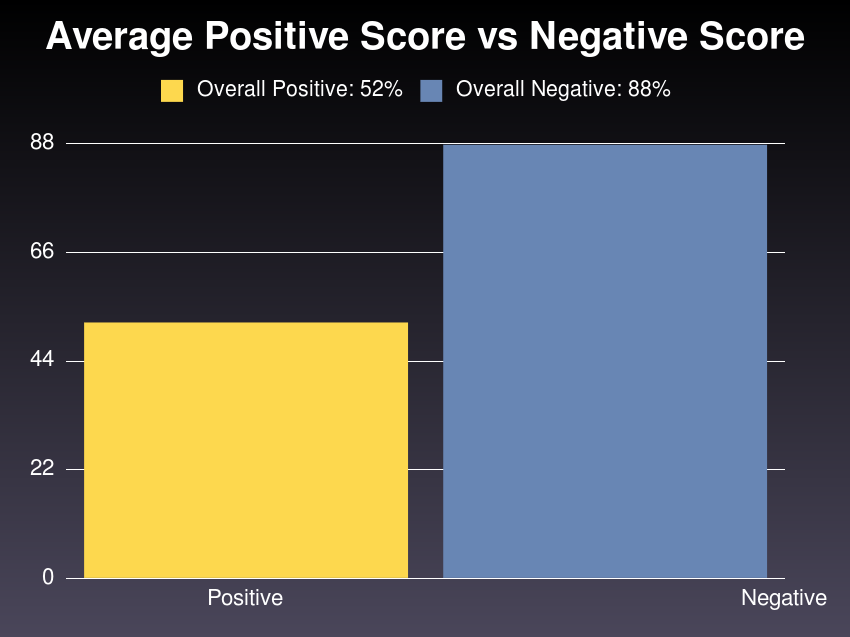 Average Positive Score vs Negative Score
Overall Positive: 52% Overall Negative: 88%
88
66
44
22
0
Positive Negative